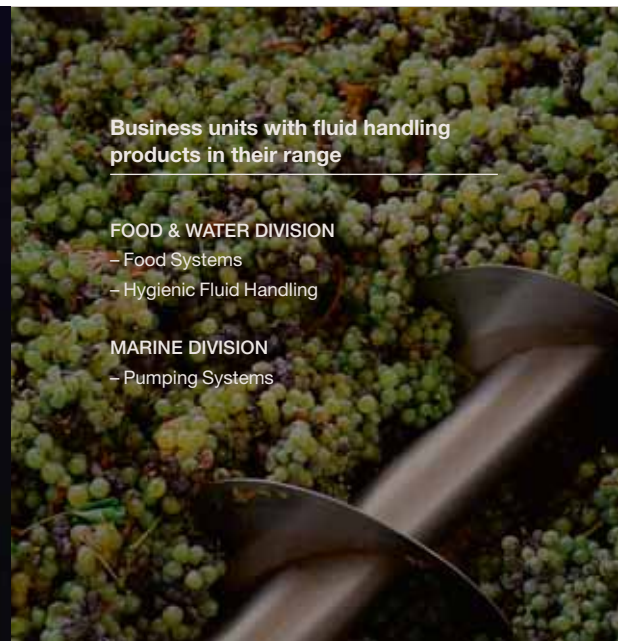 Business units with fluid handling
products in their range
FOOD & WATER DIVISION
– Food Systems
– Hygienic Fluid Handling
MARINE DIVISION
– Pumping Systems